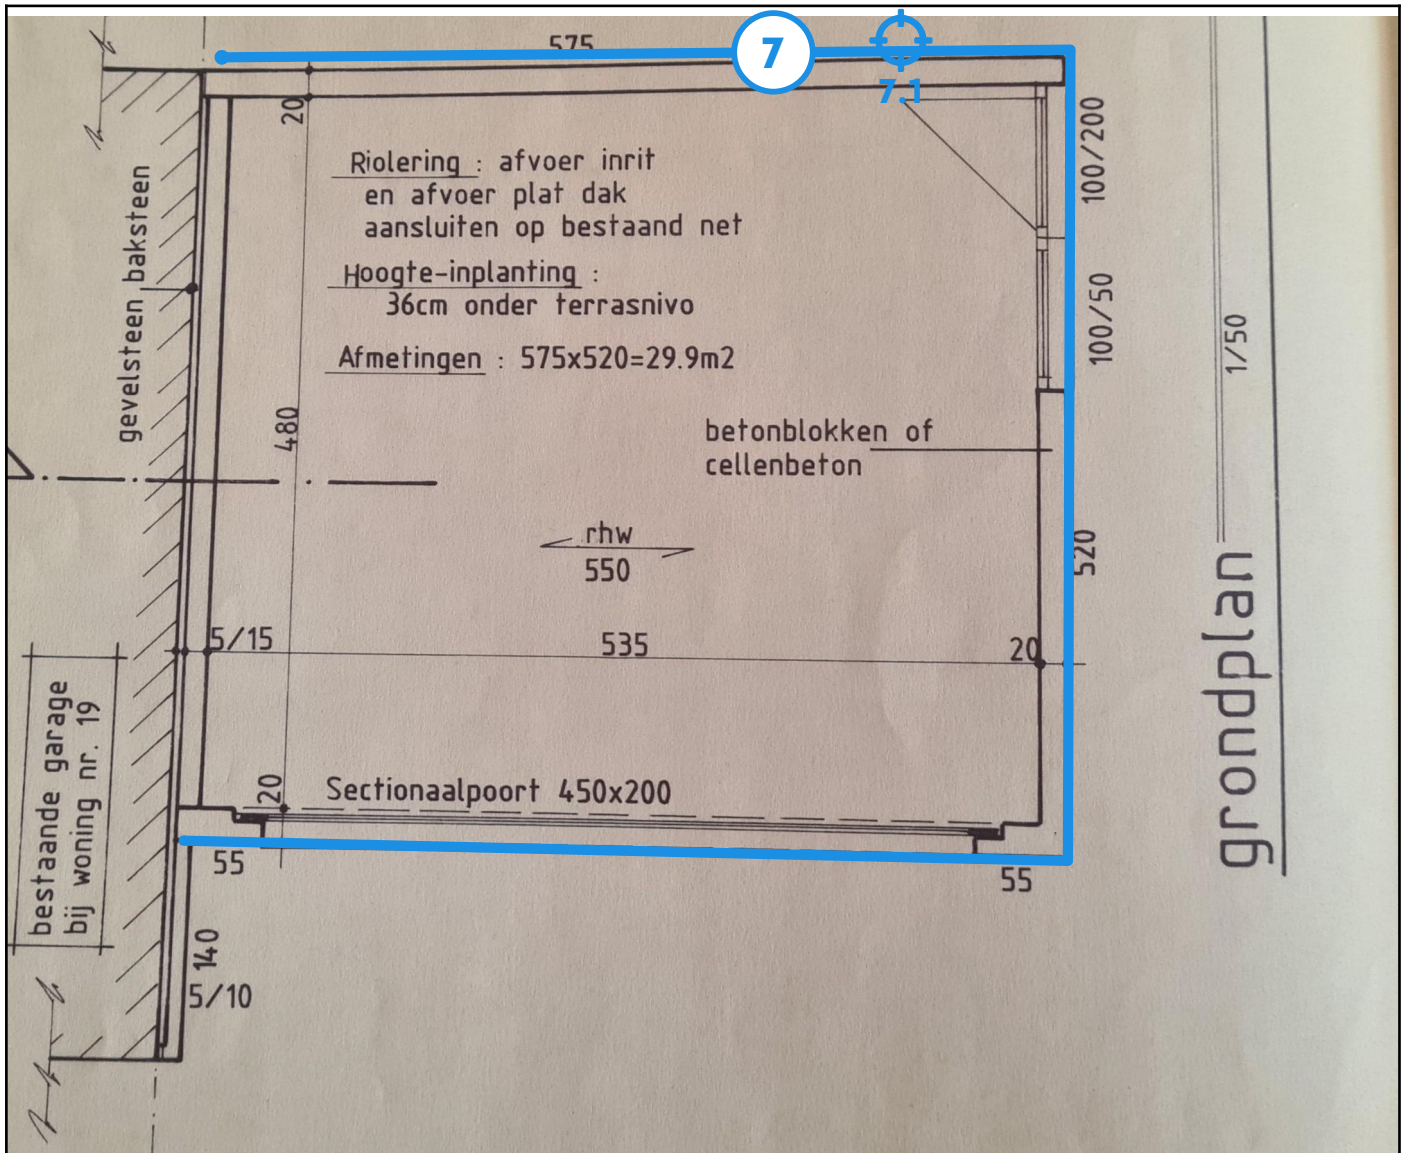 575
7
7.1
20
100/200
Riolering : afvoer inrit
en afvoer plat dak
aansluiten op bestaand net
gevelsteen baksteen
Hoogte-inplanting :
36cm onder terrasnivo
100/50
1/50
Afmetingen : 575x520=29.9m2
480
betonblokken of
cellenbeton
rhw
550
520
grondplan
5/15
535
20
bestaande garage
bij woning nr. 19
20
Sectionaalpoort 450x200
55
55
140
5/10